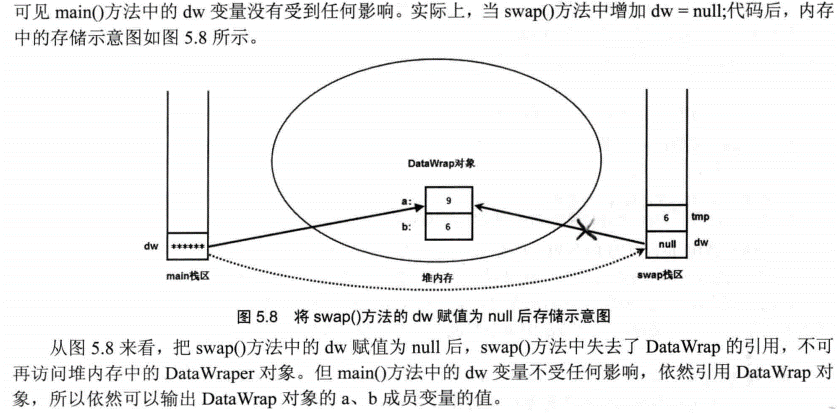 可见 main()方法中的 dw 变量没有受到任何影响。实际上，当 swap()方法中增加 dw = null;代码后，内存
中的存储示意图如图 5.8 所示。
DataWrap对象
a: 9
b: 6
6 tmp
dw ******
null dw
main栈区
堆内存
swap栈区
图 5.8 将 swap()方法的 dw 赋值为 null 后存储示意图
从图 5.8 来看，把 swap()方法中的 dw 赋值为 null 后，swap()方法中失去了 DataWrap 的引用，不可
再访问堆内存中的 DataWraper 对象。但 main()方法中的 dw 变量不受任何影响，依然引用 DataWrap 对
象，所以依然可以输出 DataWrap 对象的 a、b 成员变量的值。